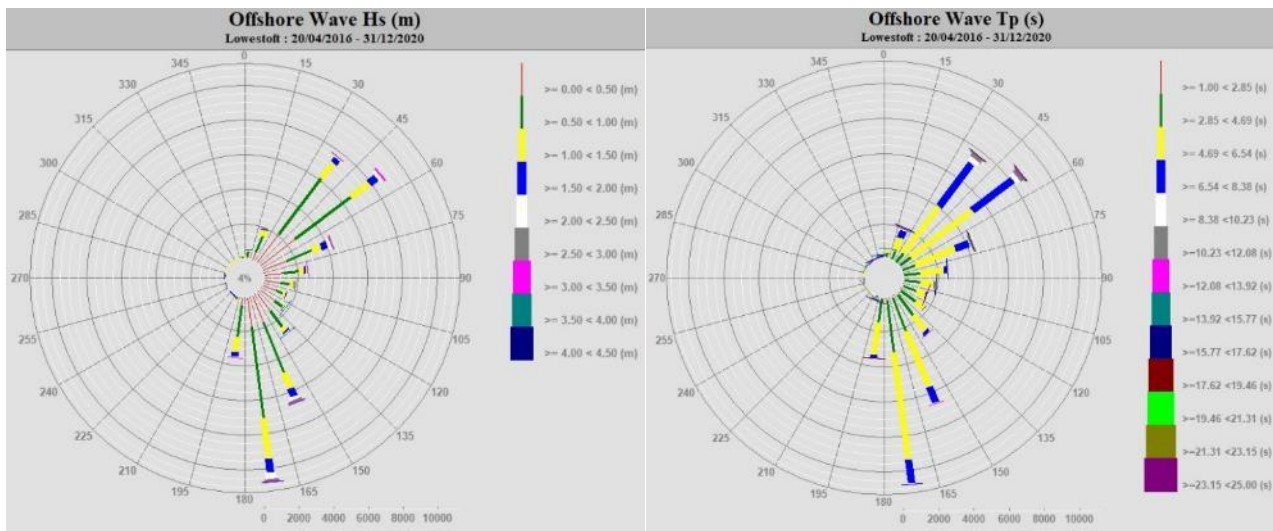 Offshore Wave Hs (m)
Lowestoft : 20/04/2016 - 31/12/2020
0
15
30
45
60
75
90
105
120
135
150
165
180
195
210
225
240
255
270
285
300
315
330
345
4%
>= 0.00 < 0.50 (m)
>= 0.50 < 1.00 (m)
>= 1.00 < 1.50 (m)
>= 1.50 < 2.00 (m)
>= 2.00 < 2.50 (m)
>= 2.50 < 3.00 (m)
>= 3.00 < 3.50 (m)
>= 3.50 < 4.00 (m)
>= 4.00 < 4.50 (m)
0 2000 4000 6000 8000 10000
Offshore Wave Tp (s)
Lowestoft : 20/04/2016 - 31/12/2020
0
15
30
45
60
75
90
105
120
135
150
165
180
195
210
225
240
255
270
285
300
315
330
345
>= 1.00 < 2.85 (s)
>= 2.85 < 4.69 (s)
>= 4.69 < 6.54 (s)
>= 6.54 < 8.38 (s)
>= 8.38 <10.23 (s)
>=10.23 <12.08 (s)
>=12.08 <13.92 (s)
>=13.92 <15.77 (s)
>=15.77 <17.62 (s)
>=17.62 <19.46 (s)
>=19.46 <21.31 (s)
>=21.31 <23.15 (s)
>=23.15 <25.00 (s)
0 2000 4000 6000 8000 10000